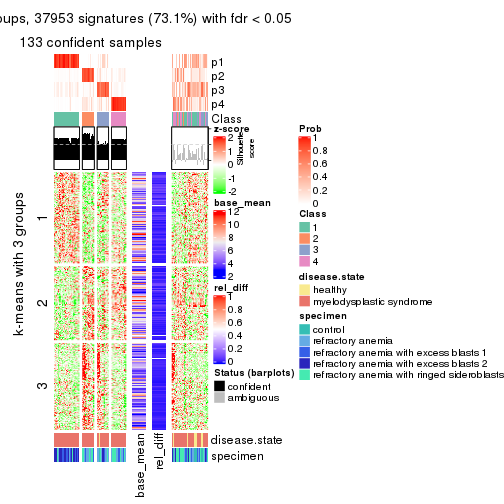 oups, 37953 signatures (73.1%) with fdr < 0.05
133 confident samples
p1
p2
p3
p4
Class
Silhouette
score
z-score
2
1
0
-1
-2
base_mean
12
10
8
6
4
2
rel_diff
1
0.8
0.6
0.4
0.2
0
Status (barplots)
confident
ambiguous
Prob
1
0.8
0.6
0.4
0.2
0
Class
1
2
3
4
disease.state
healthy
myelodysplastic syndrome
specimen
control
refractory anemia
refractory anemia with excess blasts 1
refractory anemia with excess blasts 2
refractory anemia with ringed sideroblasts
k-means with 3 groups
1
2
3
disease.state
specimen
base_mean
rel_diff